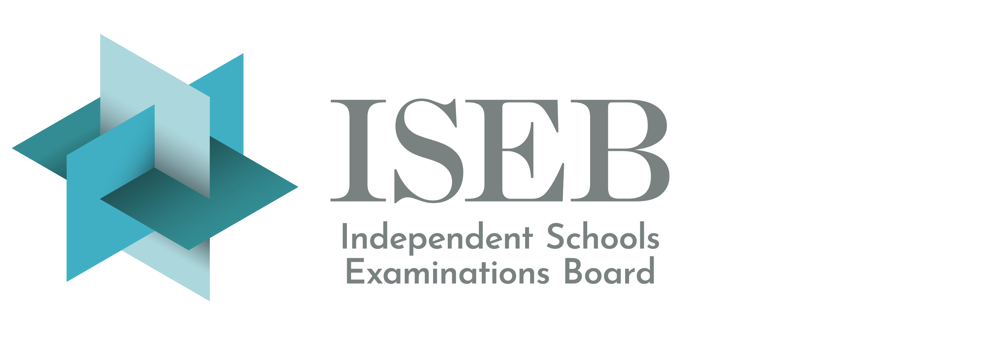 ISEB
Independent Schools
Examinations Board